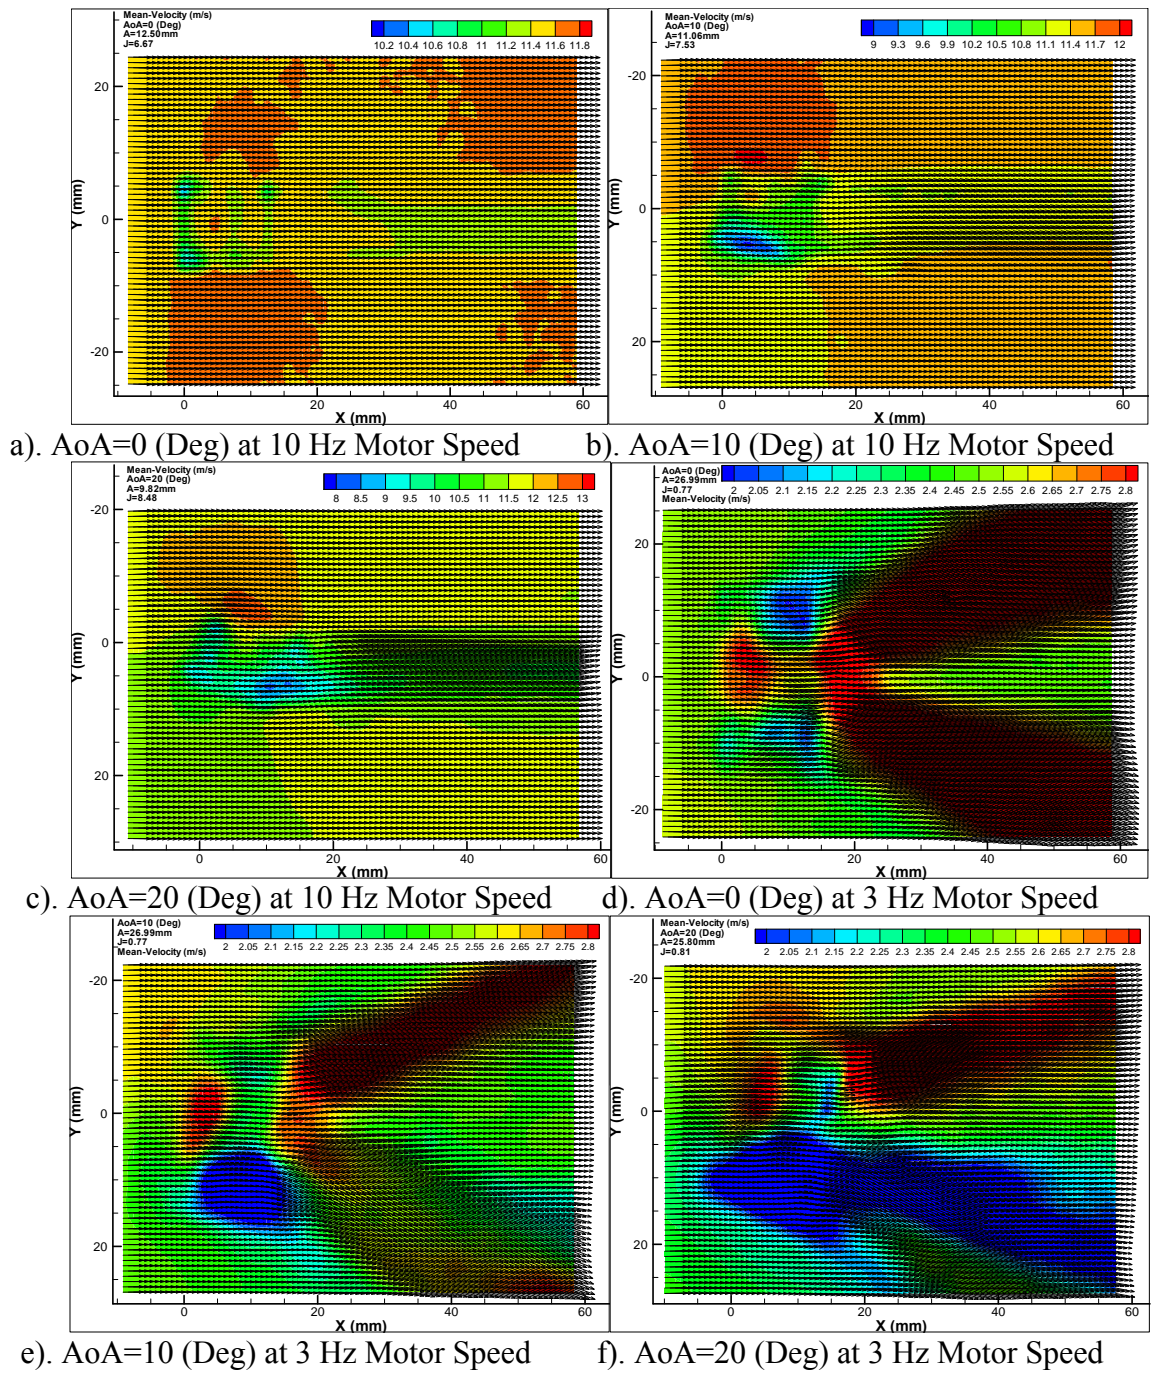 Mean-Velocity (m/s)
AoA=0 (Deg)
A=12.50mm
J=6.67
10.2 10.4 10.6 10.8 11 11.2 11.4 11.6 11.8
20
0
-20
Y (mm)
0 20 40 60
X (mm)
a). AoA=0 (Deg) at 10 Hz Motor Speed
Mean-Velocity (m/s)
AoA=10 (Deg)
A=11.06mm
J=7.53
9 9.3 9.6 9.9 10.2 10.5 10.8 11.1 11.4 11.7 12
-20
0
20
Y (mm)
0 20 40 60
X (mm)
b). AoA=10 (Deg) at 10 Hz Motor Speed
Mean-Velocity (m/s)
AoA=20 (Deg)
A=9.82mm
J=8.48
8 8.5 9 9.5 10 10.5 11 11.5 12 12.5 13
-20
0
20
Y (mm)
0 20 40 60
X (mm)
c). AoA=20 (Deg) at 10 Hz Motor Speed
AoA=0 (Deg)
A=26.99mm
J=0.77
Mean-Velocity (m/s)
2 2.05 2.1 2.15 2.2 2.25 2.3 2.35 2.4 2.45 2.5 2.55 2.6 2.65 2.7 2.75 2.8
20
0
-20
Y (mm)
0 20 40 60
X (mm)
d). AoA=0 (Deg) at 3 Hz Motor Speed
AoA=10 (Deg)
A=26.99mm
J=0.77
Mean-Velocity (m/s)
2 2.05 2.1 2.15 2.2 2.25 2.3 2.35 2.4 2.45 2.5 2.55 2.6 2.65 2.7 2.75 2.8
-20
0
20
Y (mm)
0 20 40 60
X (mm)
e). AoA=10 (Deg) at 3 Hz Motor Speed
Mean-Velocity (m/s)
AoA=20 (Deg)
A=25.80mm
J=0.81
2 2.05 2.1 2.15 2.2 2.25 2.3 2.35 2.4 2.45 2.5 2.55 2.6 2.65 2.7 2.75 2.8
-20
0
20
Y (mm)
0 20 40 60
X (mm)
f). AoA=20 (Deg) at 3 Hz Motor Speed